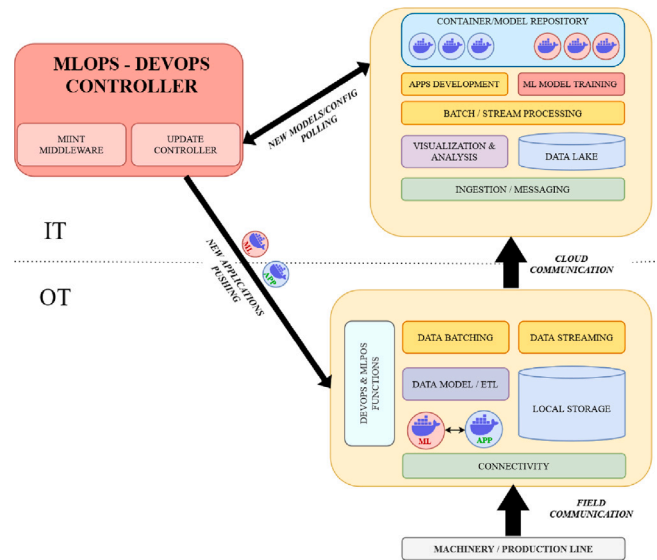 MLOPS - DEVOPS
CONTROLLER
MIINT
MIDDLEWARE
UPDATE
CONTROLLER
NEW MODELS/CONFIG
POLLING
CONTAINER/MODEL REPOSITORY
APPS DEVELOPMENT
ML MODEL TRAINING
BATCH / STREAM PROCESSING
VISUALIZATION &
ANALYSIS
DATA LAKE
INGESTION / MESSAGING
IT
OT
NEW APPLICATIONS
PUSHING
ML
APP
CLOUD
COMMUNICATION
DEVOPS & MLPOS
FUNCTIONS
DATA BATCHING
DATA STREAMING
DATA MODEL / ETL
LOCAL STORAGE
ML
APP
CONNECTIVITY
FIELD
COMMUNICATION
MACHINERY / PRODUCTION LINE